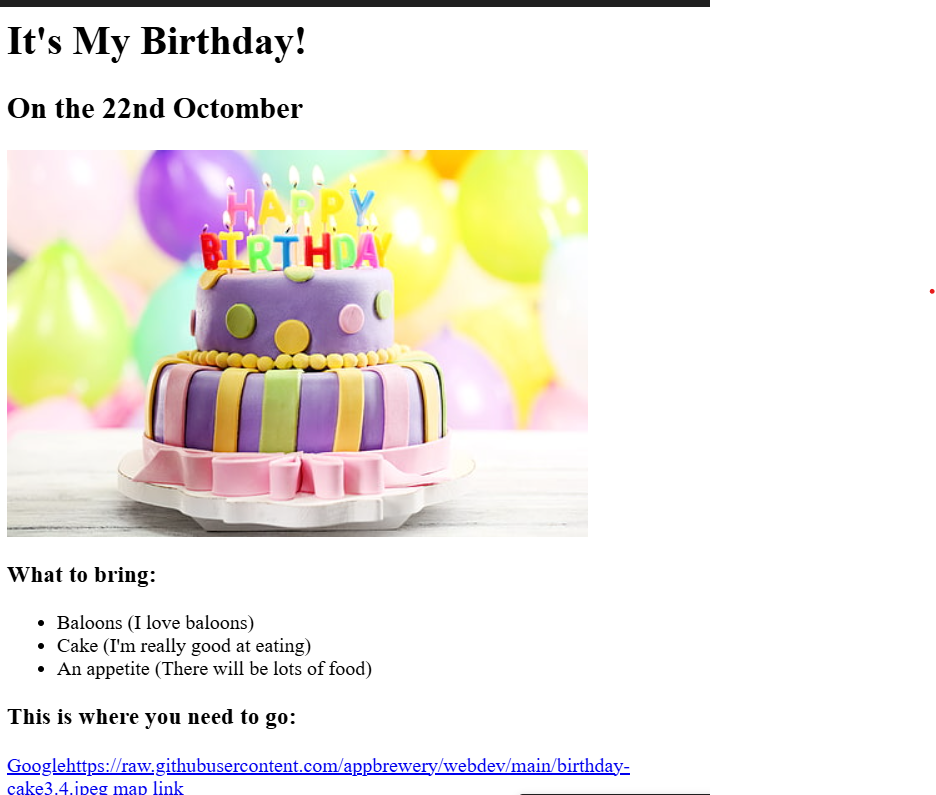 It's My Birthday!
On the 22nd Octomber
HAPPY
BIRTHDAY
What to bring:
Baloons (I love baloons)
Cake (I'm really good at eating)
An appetite (There will be lots of food)
This is where you need to go:
Googlehttps://raw.githubusercontent.com/appbrewery/webdev/main/birthday-
cake3.4.jpeg map link